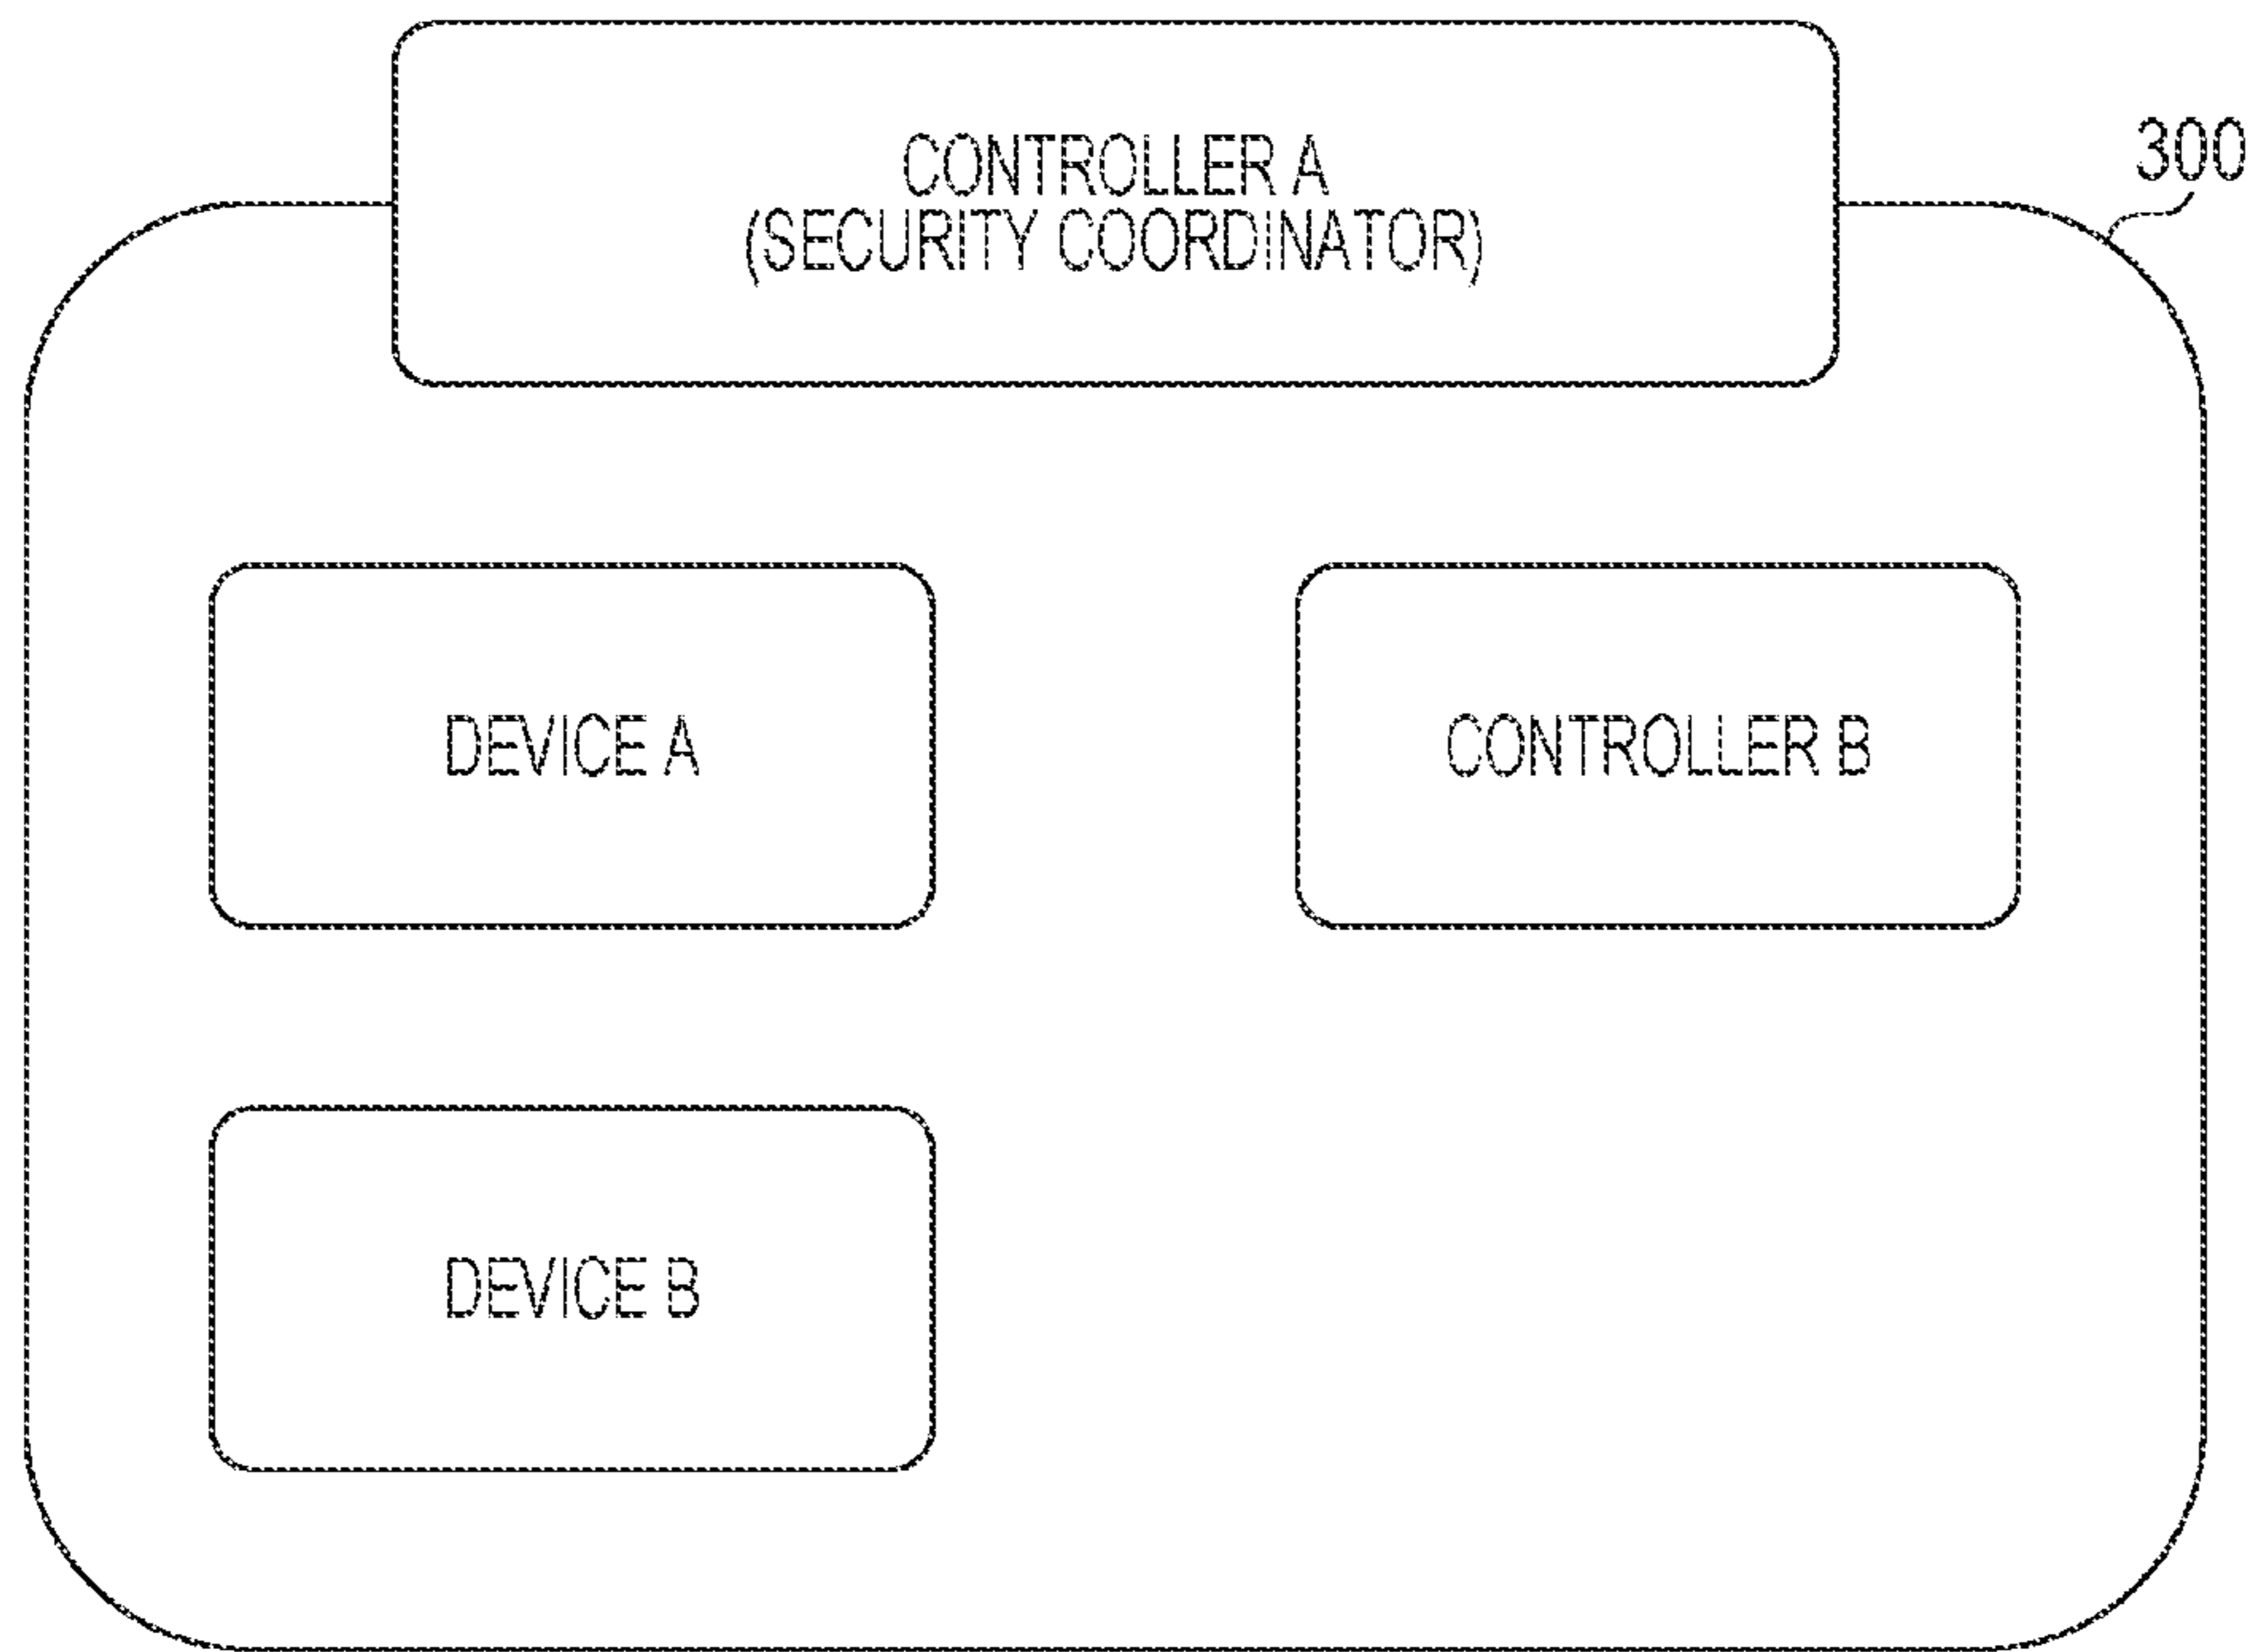 CONTROLLER A
(SECURITY COORDINATOR)
300
DEVICE A
CONTROLLER B
DEVICE B